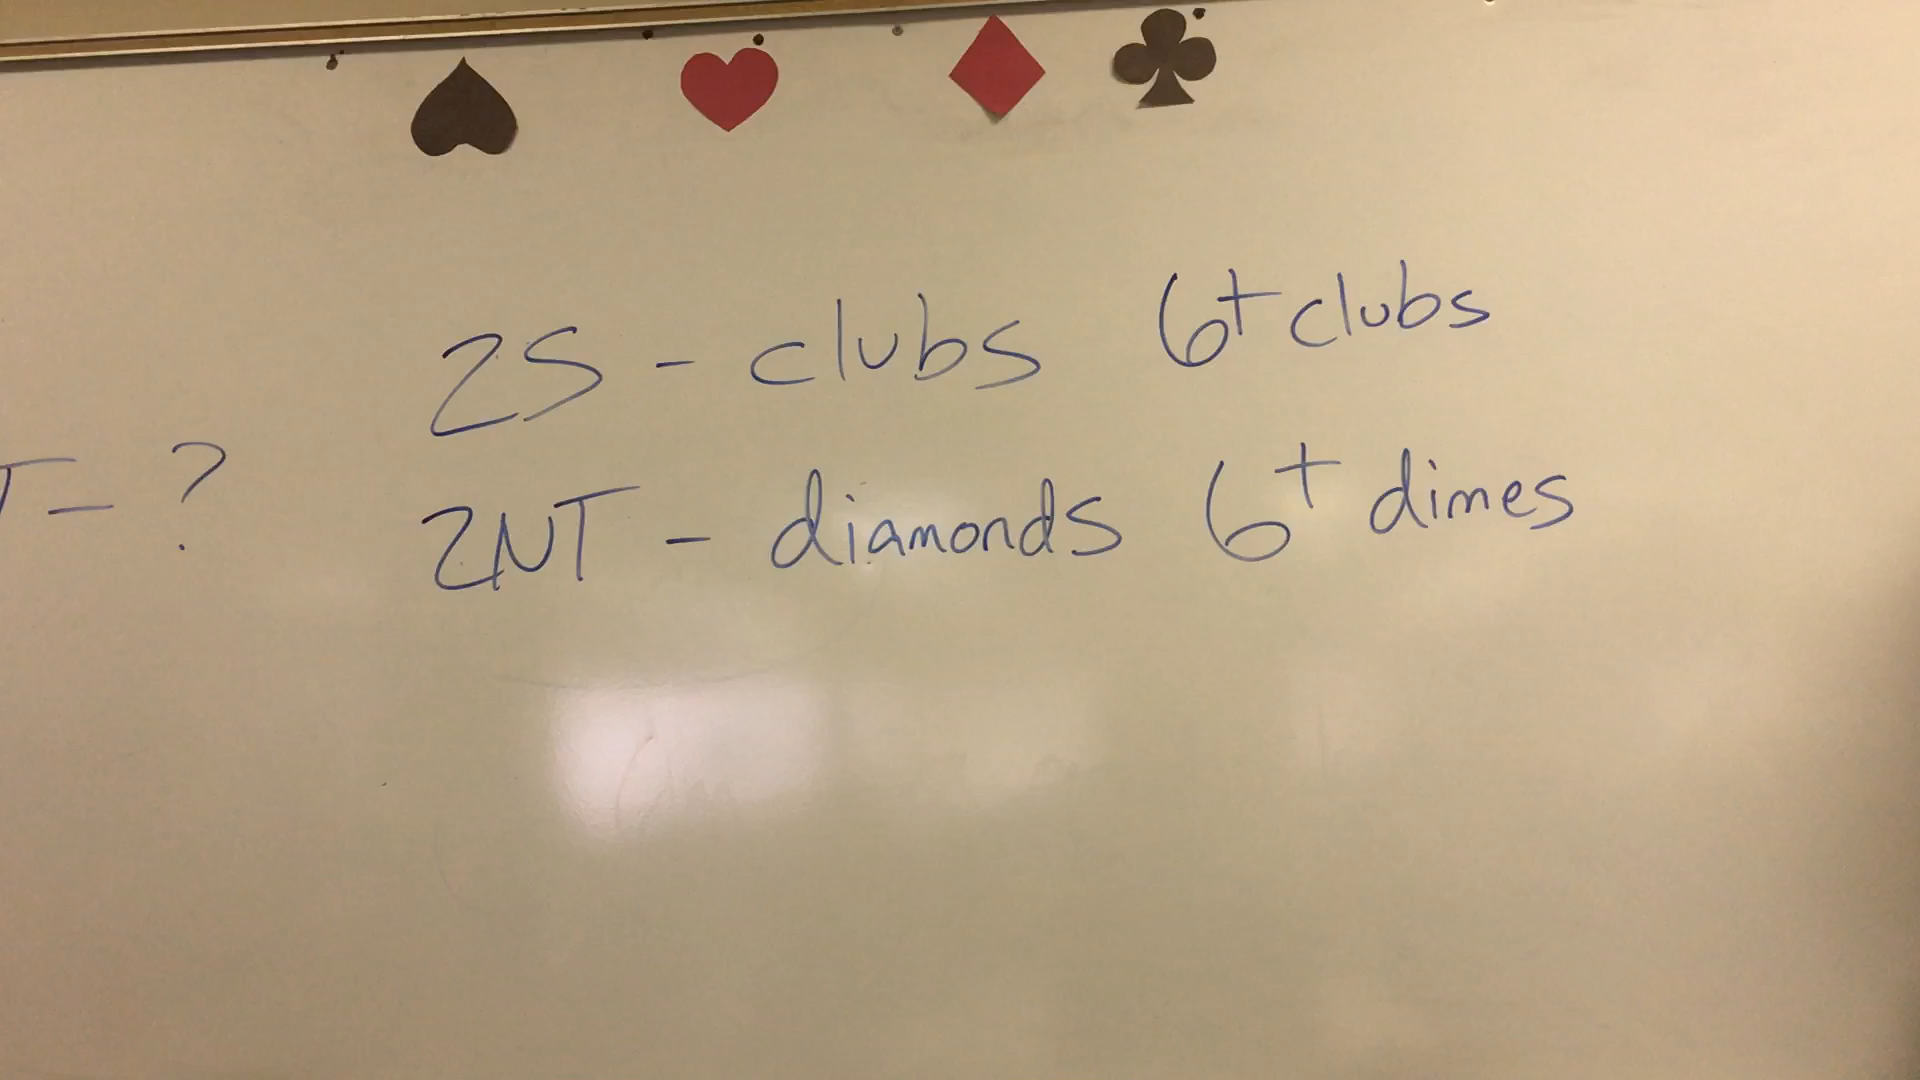 2S - clubs 6+ clubs
T - ?
2NT - diamonds 6+ dimes